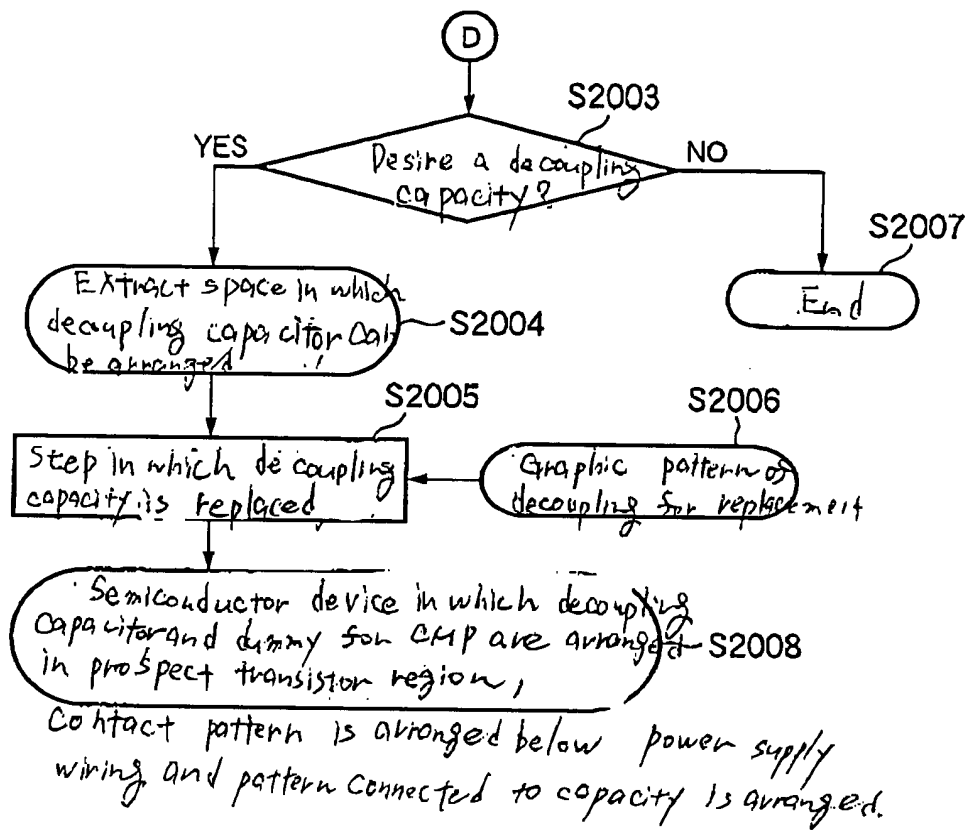 D
S2003
YES
Desire a decoupling
capacity?
NO
S2007
End
Extract space in which
decoupling capacitor can
be arranged
S2004
S2005
Step in which decoupling
capacity is replaced
S2006
Graphic pattern of
decoupling for replacement
Semiconductor device in which decoupling
capacitor and dummy for CMP are arranged
in prospect transistor region,
S2008
Contact pattern is arranged below power supply
wiring and pattern connected to capacity is arranged.